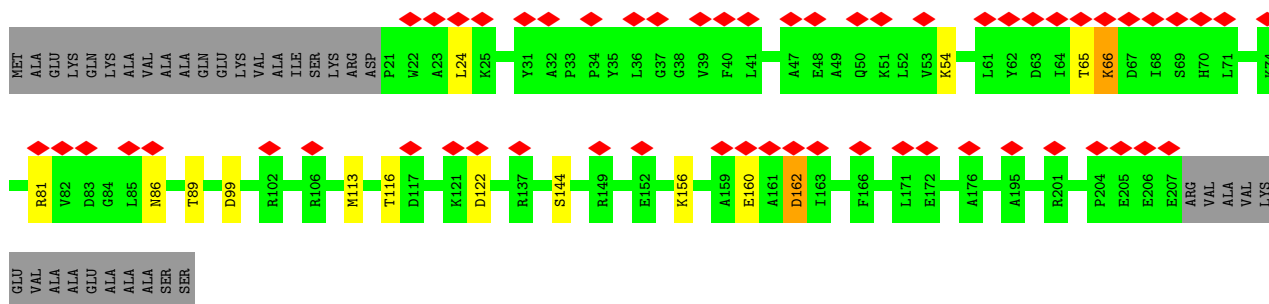 MET ALA GLU LYS GLN LYS ALA VAL ALA ALA GLN GLU LYS VAL ALA ILE SER LYS ARG ASP P21 W22 A23 L24 K25 Y31 A32 P33 P34 Y35 L36 G37 G38 V39 F40 L41 A47 E48 A49 Q50 K51 L52 V53 K54 L61 Y62 D63 I64 T65 K66 D67 I68 S69 H70 L71
R81 V82 D83 G84 L85 N86 T89 D99 R102 R106 M113 T116 D117 K121 D122 R137 S144 R149 E152 K156 A159 E160 A161 D162 I163 F166 L171 E172 A176 A195 R201 P204 E205 E206 E207 ARG VAL ALA VAL LYS
GLU VAL ALA ALA GLU ALA ALA ALA SER SER